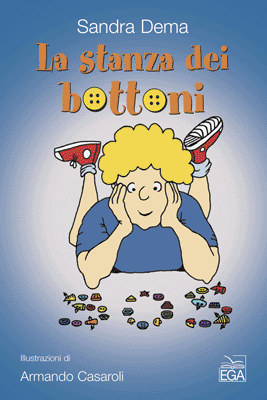 Sandra Dema
La stanza dei
bottoni
Illustrazioni di
Armando Casaroli
EGA